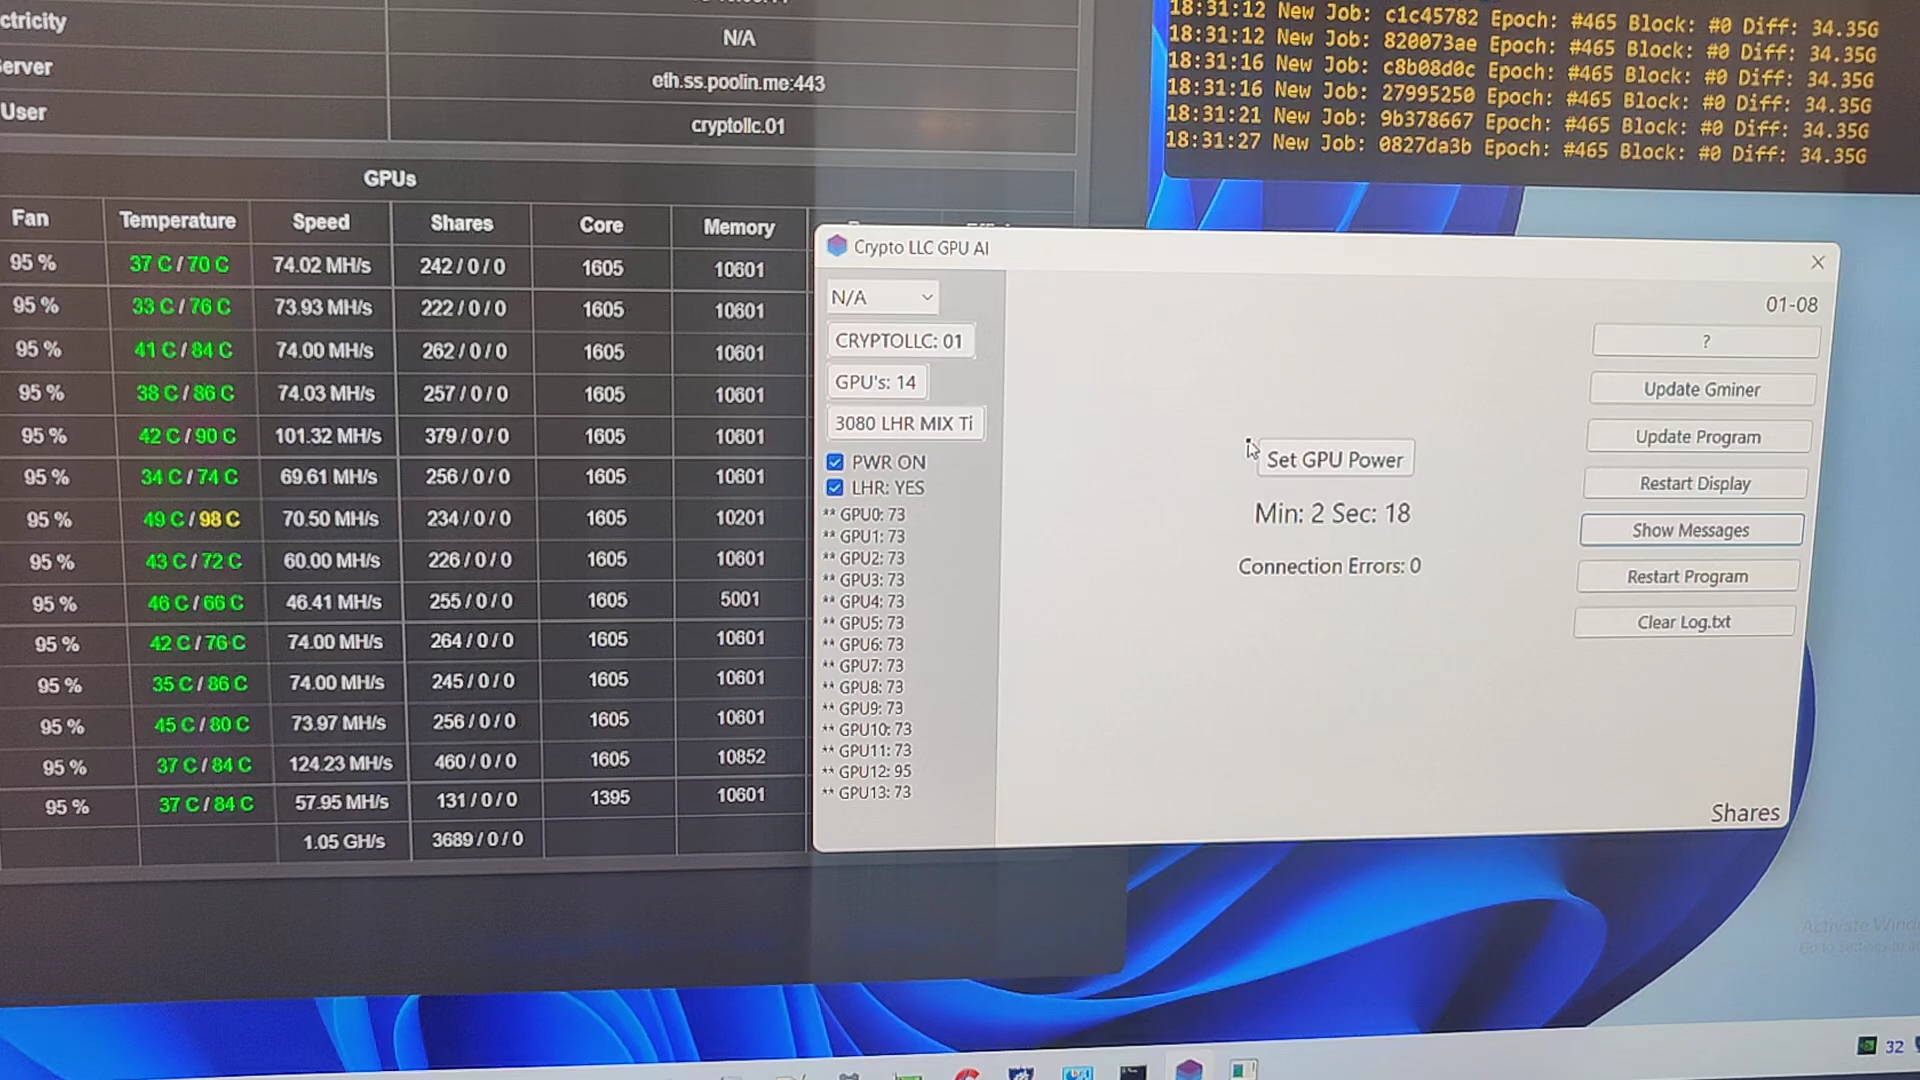 ctricity
N/A
Server
eth.ss.poolin.me:443
User
cryptollc.01
GPUs
Fan Temperature Speed Shares Core Memory
95 % 37 C / 70 C 74.02 MH/s 242 / 0 / 0 1605 10601
95 % 33 C / 76 C 73.93 MH/s 222 / 0 / 0 1605 10601
95 % 41 C / 84 C 74.00 MH/s 262 / 0 / 0 1605 10601
95 % 38 C / 86 C 74.03 MH/s 257 / 0 / 0 1605 10601
95 % 42 C / 90 C 101.32 MH/s 379 / 0 / 0 1605 10601
95 % 34 C / 74 C 69.61 MH/s 256 / 0 / 0 1605 10601
95 % 49 C / 98 C 70.50 MH/s 234 / 0 / 0 1605 10201
95 % 43 C / 72 C 60.00 MH/s 226 / 0 / 0 1605 10601
95 % 46 C / 66 C 46.41 MH/s 255 / 0 / 0 1605 5001
95 % 42 C / 76 C 74.00 MH/s 264 / 0 / 0 1605 10601
95 % 35 C / 86 C 74.00 MH/s 245 / 0 / 0 1605 10601
95 % 45 C / 80 C 73.97 MH/s 256 / 0 / 0 1605 10601
95 % 37 C / 84 C 124.23 MH/s 460 / 0 / 0 1605 10852
95 % 37 C / 84 C 57.95 MH/s 131 / 0 / 0 1395 10601
1.05 GH/s 3689 / 0 / 0
18:31:12 New Job: c1c45782 Epoch: #465 Block: #0 Diff: 34.35G
18:31:12 New Job: 820073ae Epoch: #465 Block: #0 Diff: 34.35G
18:31:16 New Job: c8b08d0c Epoch: #465 Block: #0 Diff: 34.35G
18:31:16 New Job: 27995250 Epoch: #465 Block: #0 Diff: 34.35G
18:31:21 New Job: 9b378667 Epoch: #465 Block: #0 Diff: 34.35G
18:31:27 New Job: 0827da3b Epoch: #465 Block: #0 Diff: 34.35G
Crypto LLC GPU AI
N/A
CRYPTOLLC: 01
GPU's: 14
3080 LHR MIX Ti
PWR ON
LHR: YES
** GPU0: 73
** GPU1: 73
** GPU2: 73
** GPU3: 73
** GPU4: 73
** GPU5: 73
** GPU6: 73
** GPU7: 73
** GPU8: 73
** GPU9: 73
** GPU10: 73
** GPU11: 73
** GPU12: 95
** GPU13: 73
Set GPU Power
Min: 2 Sec: 18
Connection Errors: 0
01-08
?
Update Gminer
Update Program
Restart Display
Show Messages
Restart Program
Clear Log.txt
Shares
Activate Wind
32